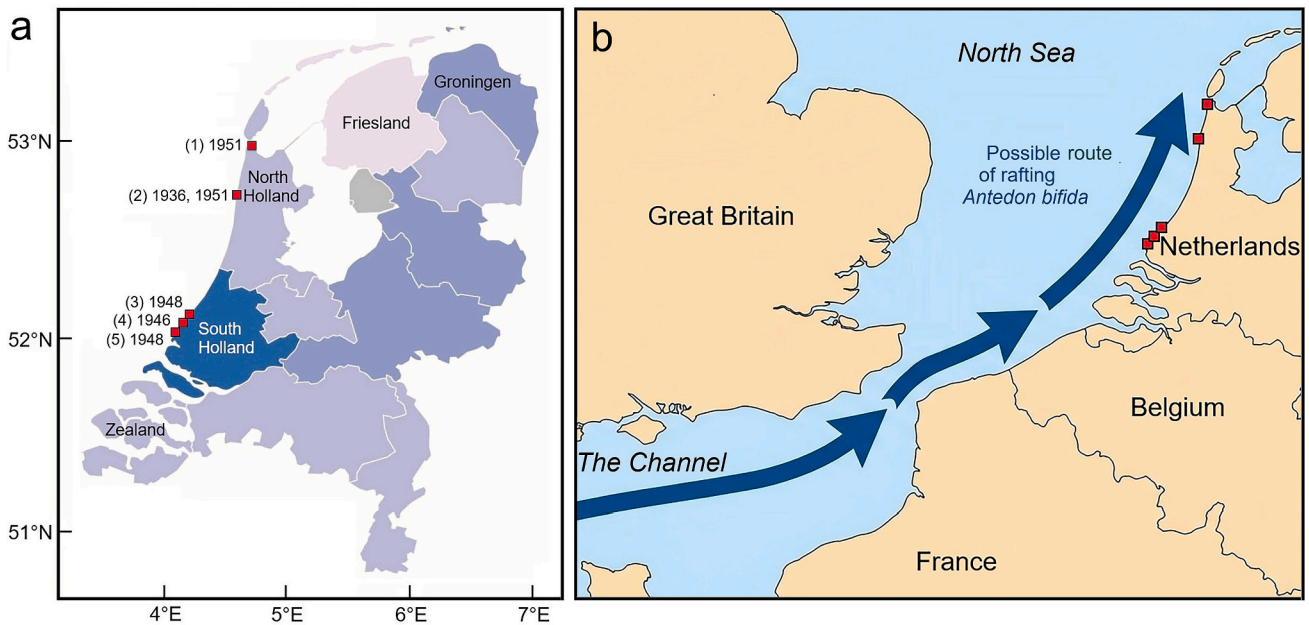 a
Groningen
Friesland
53°N
(1) 1951
North
Holland
(2) 1936, 1951
(3) 1948
(4) 1946
(5) 1948
52°N
South
Holland
Zealand
51°N
4°E
5°E
6°E
7°E
b
North Sea
Possible route
of rafting
Antedon bifida
Great Britain
Netherlands
Belgium
The Channel
France